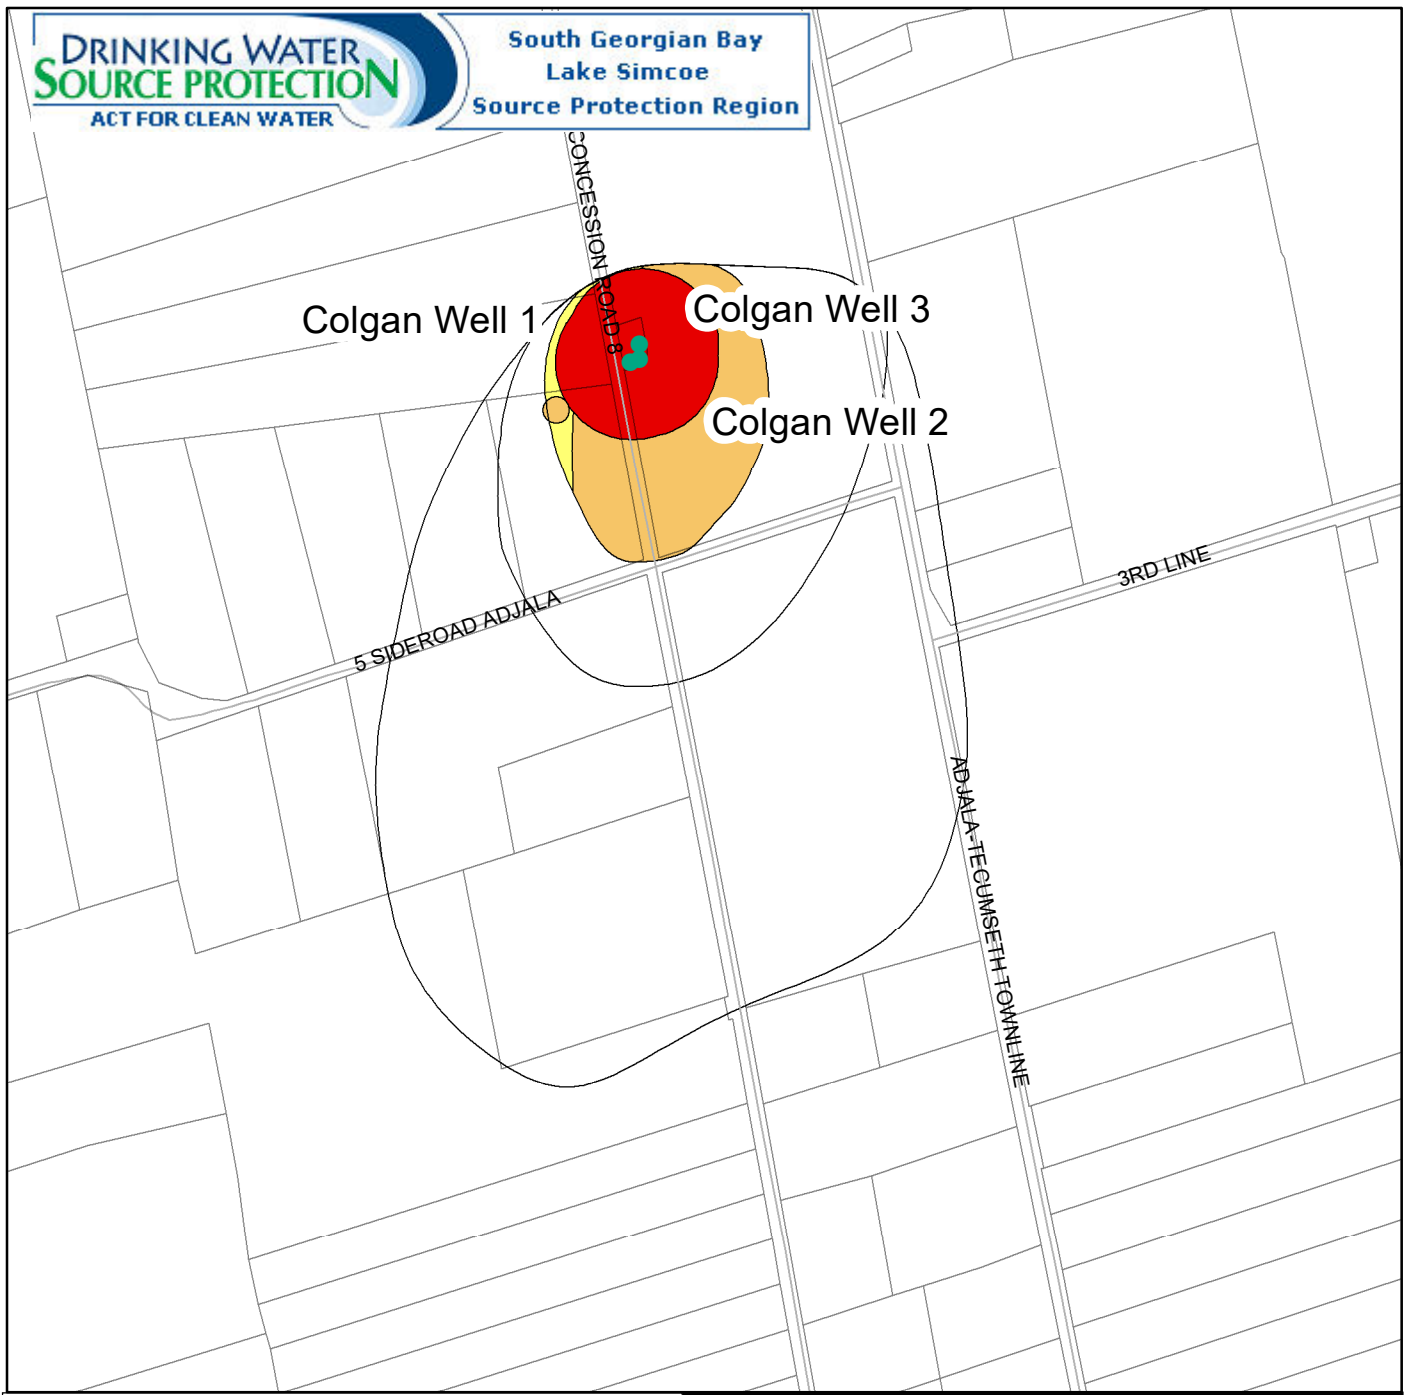 DRINKING WATER
SOURCE PROTECTION
ACT FOR CLEAN WATER
South Georgian Bay
Lake Simcoe
Source Protection Region
CONCESSION ROAD 8
Colgan Well 1
Colgan Well 3
Colgan Well 2
3RD LINE
5 SIDEROAD ADJALA
ADJALA-TECUMSETH TOWNLINE